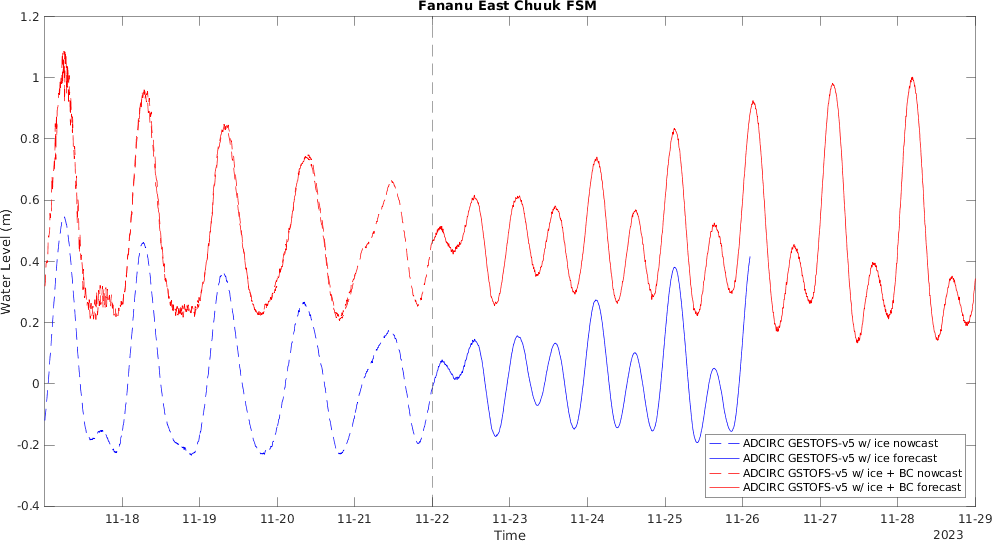 Fananu East Chuuk FSM
1.2
1
0.8
0.6
0.4
0.2
0
-0.2
-0.4
Water Level (m)
ADCIRC GESTOFS-v5 w/ ice nowcast
ADCIRC GESTOFS-v5 w/ ice forecast
ADCIRC GSTOFS-v5 w/ ice + BC nowcast
ADCIRC GSTOFS-v5 w/ ice + BC forecast
11-18 11-19 11-20 11-21 11-22 11-23 11-24 11-25 11-26 11-27 11-28 11-29
Time
2023